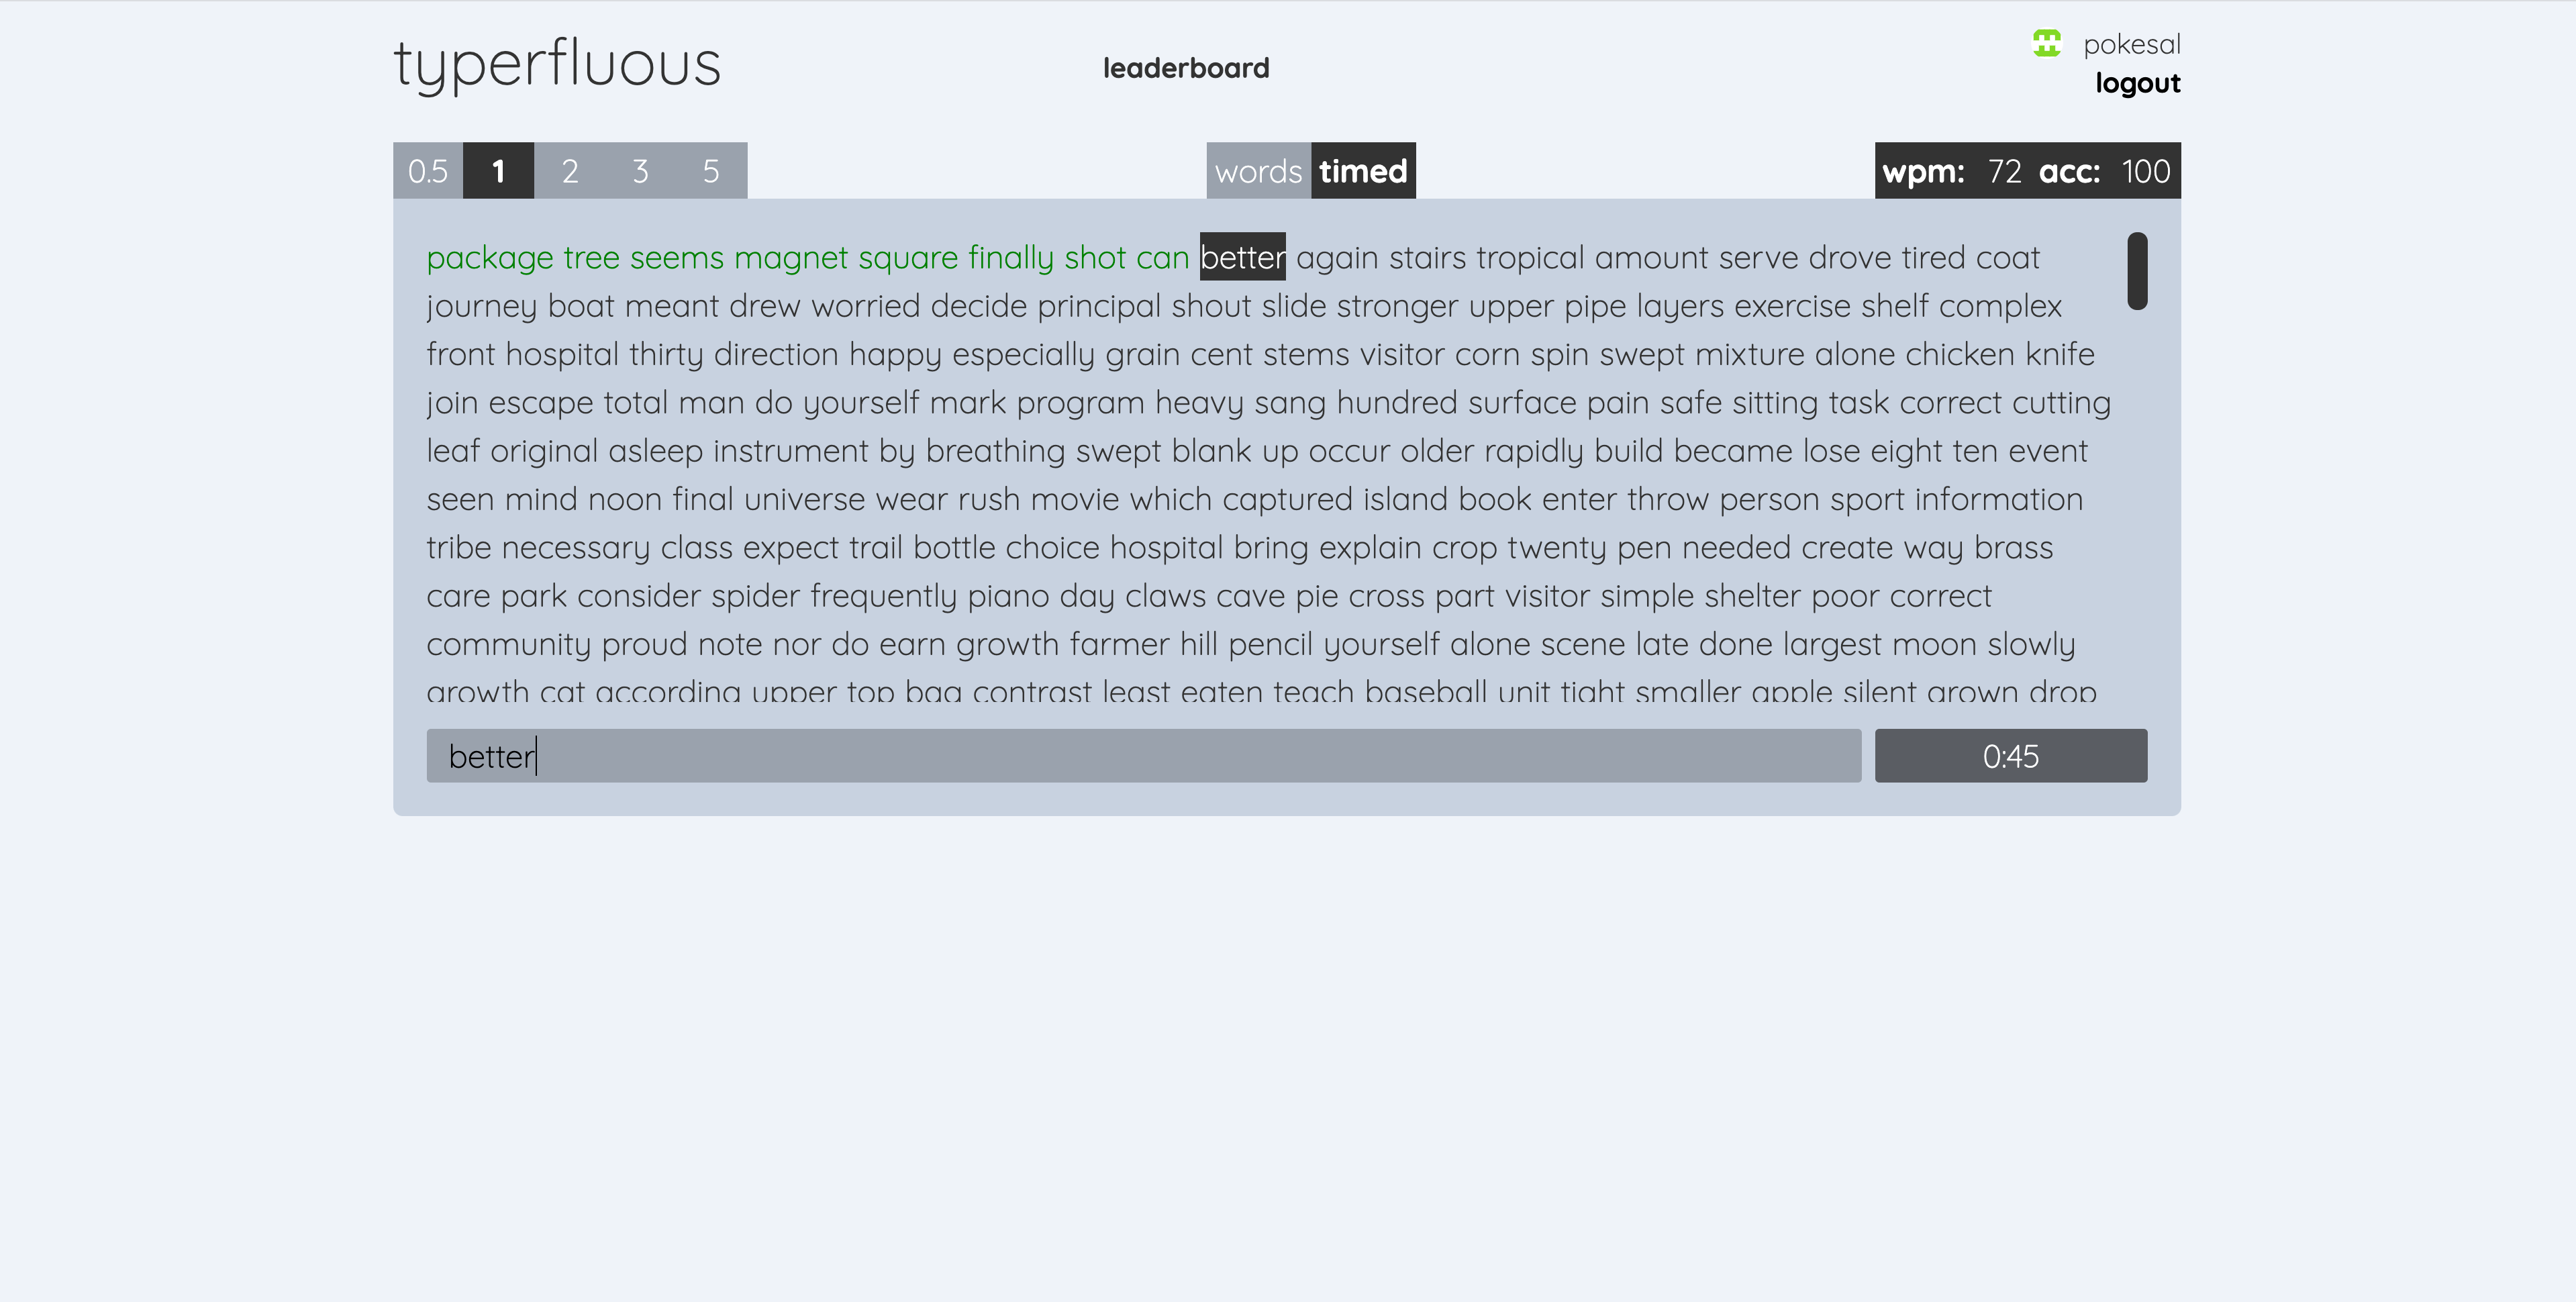 typerfluous
leaderboard
pokesal
logout
0.5 1 2 3 5
words timed
wpm: 72 acc: 100
package tree seems magnet square finally shot can better again stairs tropical amount serve drove tired coat
journey boat meant drew worried decide principal shout slide stronger upper pipe layers exercise shelf complex
front hospital thirty direction happy especially grain cent stems visitor corn spin swept mixture alone chicken knife
join escape total man do yourself mark program heavy sang hundred surface pain safe sitting task correct cutting
leaf original asleep instrument by breathing swept blank up occur older rapidly build became lose eight ten event
seen mind noon final universe wear rush movie which captured island book enter throw person sport information
tribe necessary class expect trail bottle choice hospital bring explain crop twenty pen needed create way brass
care park consider spider frequently piano day claws cave pie cross part visitor simple shelter poor correct
community proud note nor do earn growth farmer hill pencil yourself alone scene late done largest moon slowly
growth cat according upper top bag contrast least eaten teach baseball unit tight smaller apple silent grown drop
better
0:45